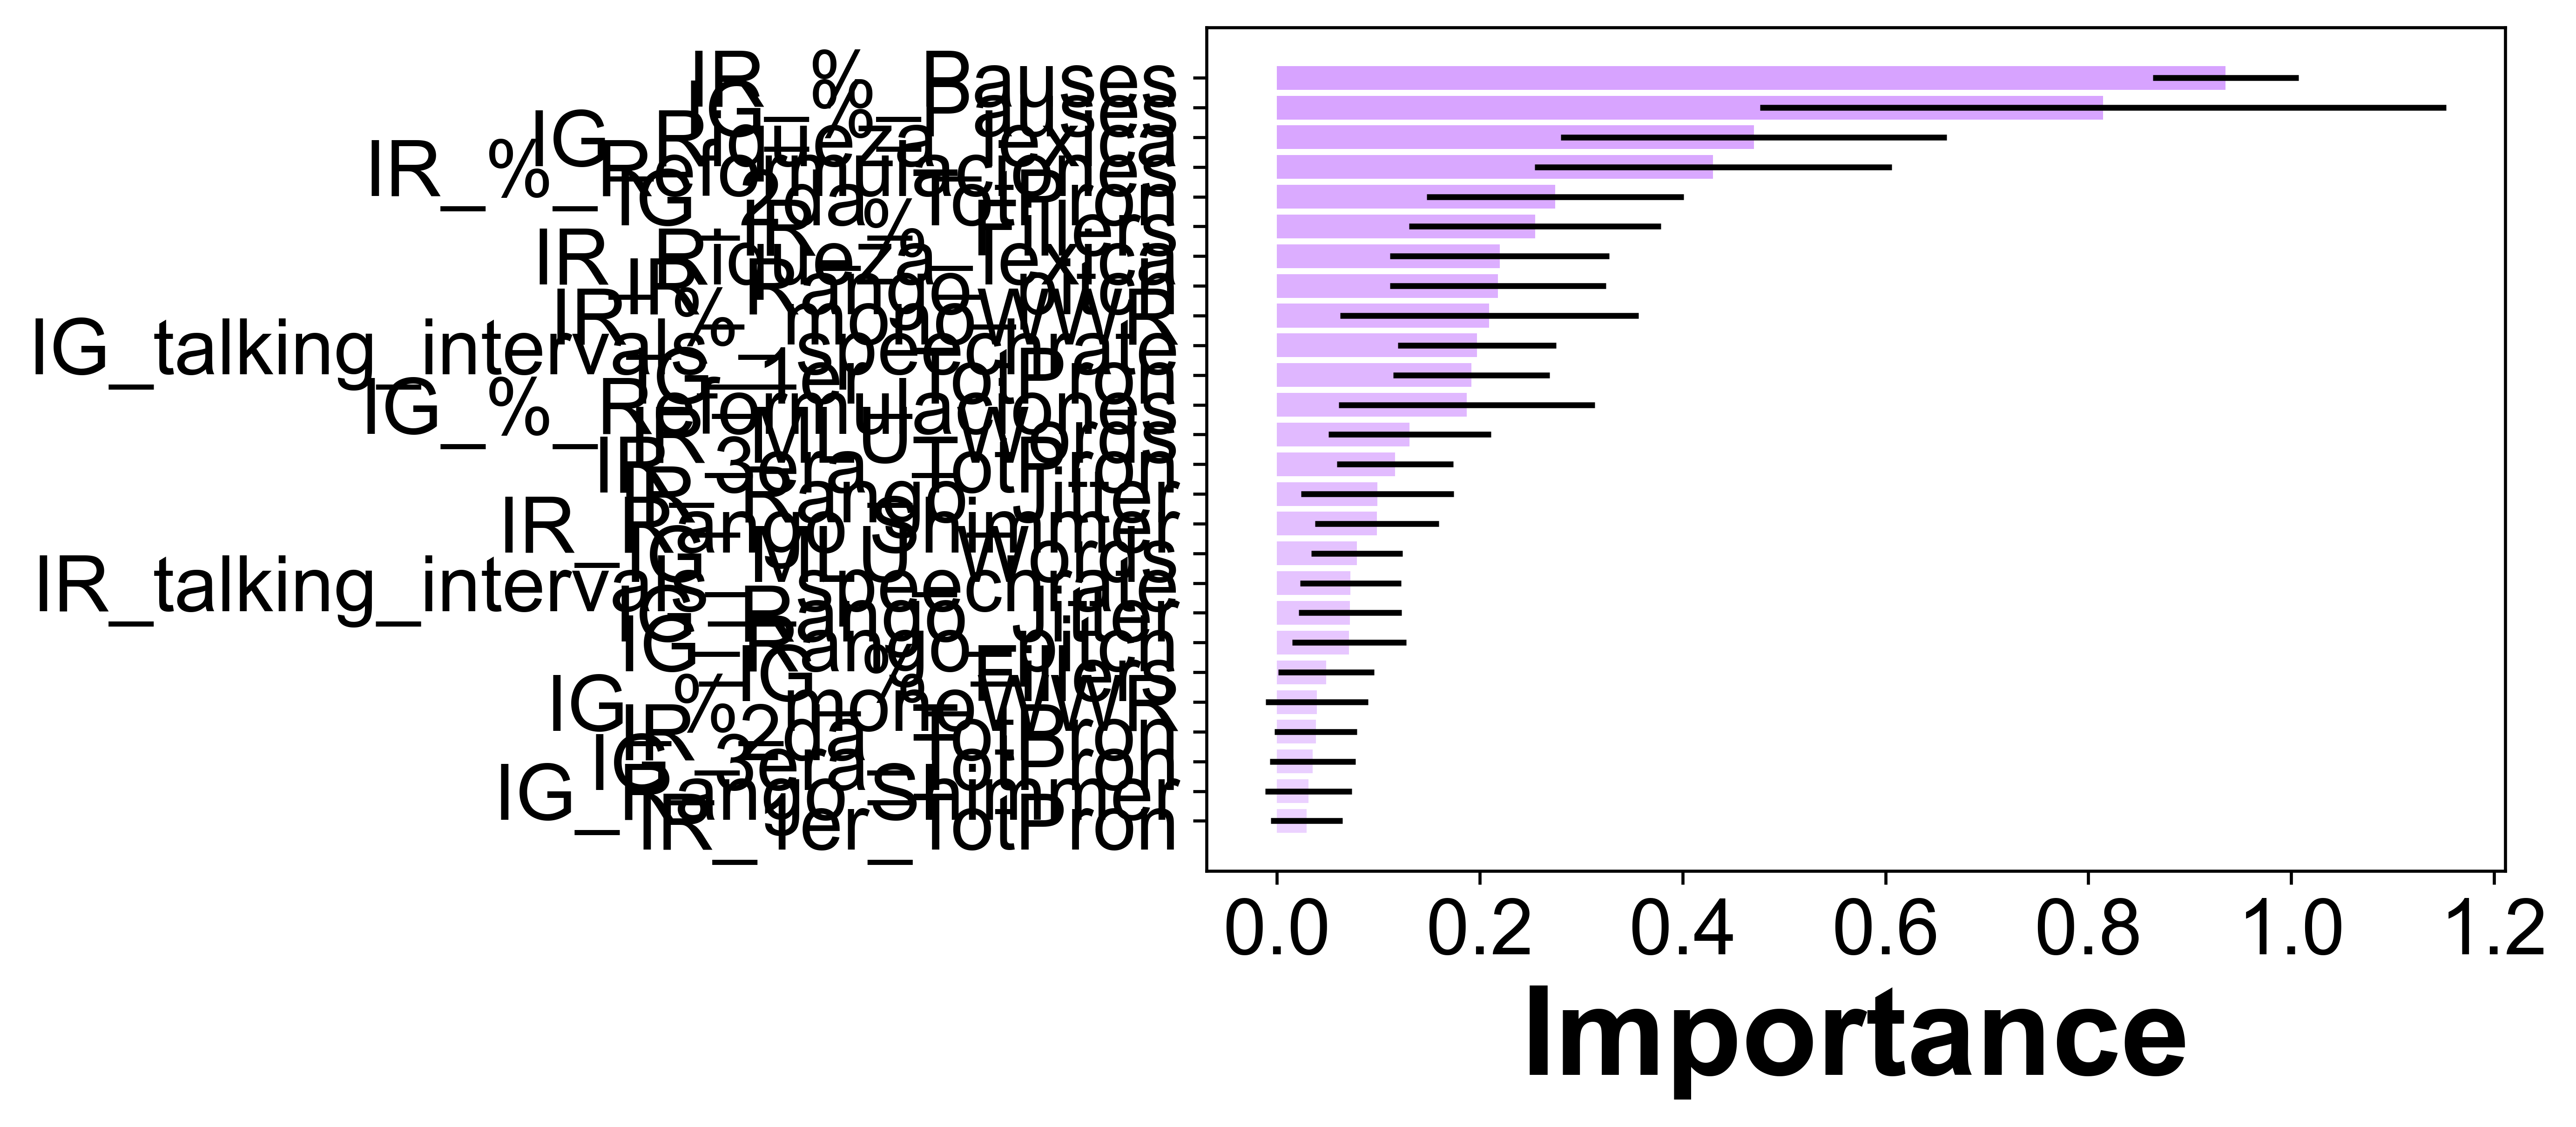 IR_%_Pauses
IG_%_Pauses
IG_Riqueza_lexica
IR_%_Reformulaciones
IG_2da_TotPron
IR_%_Fillers
IR_Riqueza_lexica
IR_Rango_pitch
IR_%_mono_WWR
IG_talking_intervals_speechrate
IG_1er_TotPron
IG_%_Reformulaciones
IR_MLU_Words
IR_3era_TotPron
IR_Rango_Jitter
IR_Rango_Shimmer
IG_MLU_Words
IR_talking_intervals_speechrate
IG_Rango_Jitter
IG_Rango_pitch
IG_%_Fillers
IG_%_mono_WWR
IR_2da_TotPron
IG_3era_TotPron
IG_Rango_Shimmer
IR_1er_TotPron
0.0 0.2 0.4 0.6 0.8 1.0 1.2
Importance